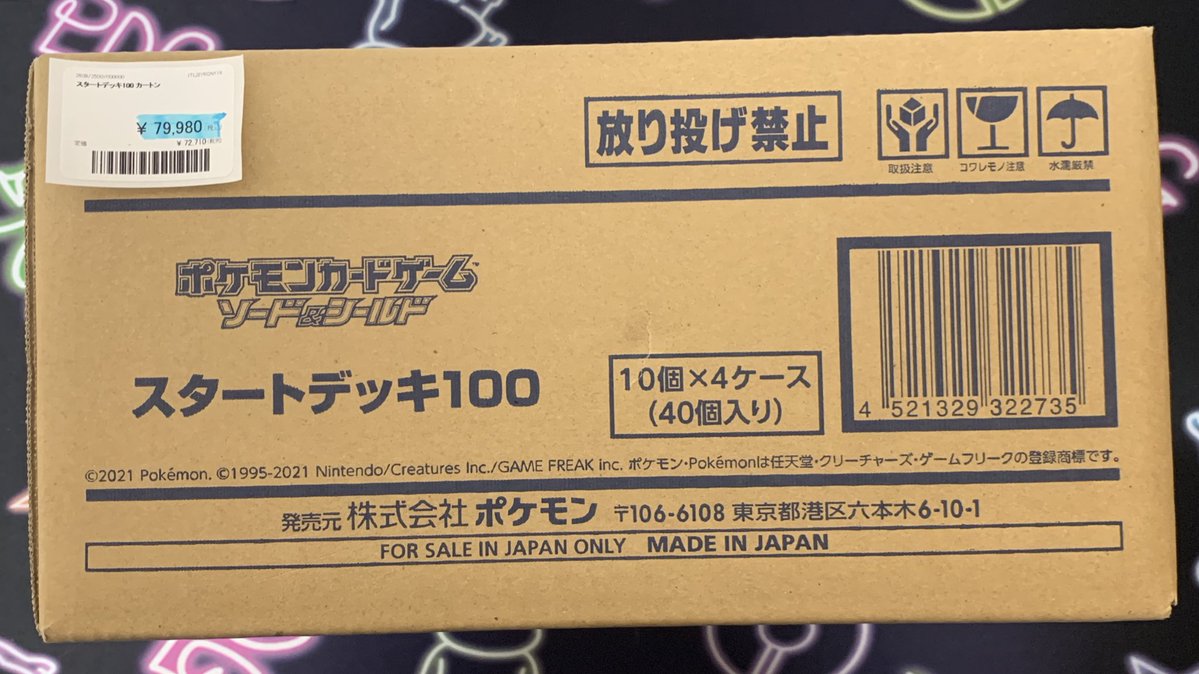 スタートデッキ100 カートン
¥ 79,980
定価 ¥ 72,710
放り投げ禁止
取扱注意 コワレモノ注意 水濡厳禁
ポケモンカードゲーム
ソード&シールド
スタートデッキ100
10個×4ケース
(40個入り)
4 521329 322735
©2021 Pokémon. ©1995-2021 Nintendo/Creatures Inc./GAME FREAK inc. ポケモン・Pokémonは任天堂・クリーチャーズ・ゲームフリークの登録商標です。
発売元 株式会社 ポケモン 〒106-6108 東京都港区六本木6-10-1
FOR SALE IN JAPAN ONLY MADE IN JAPAN